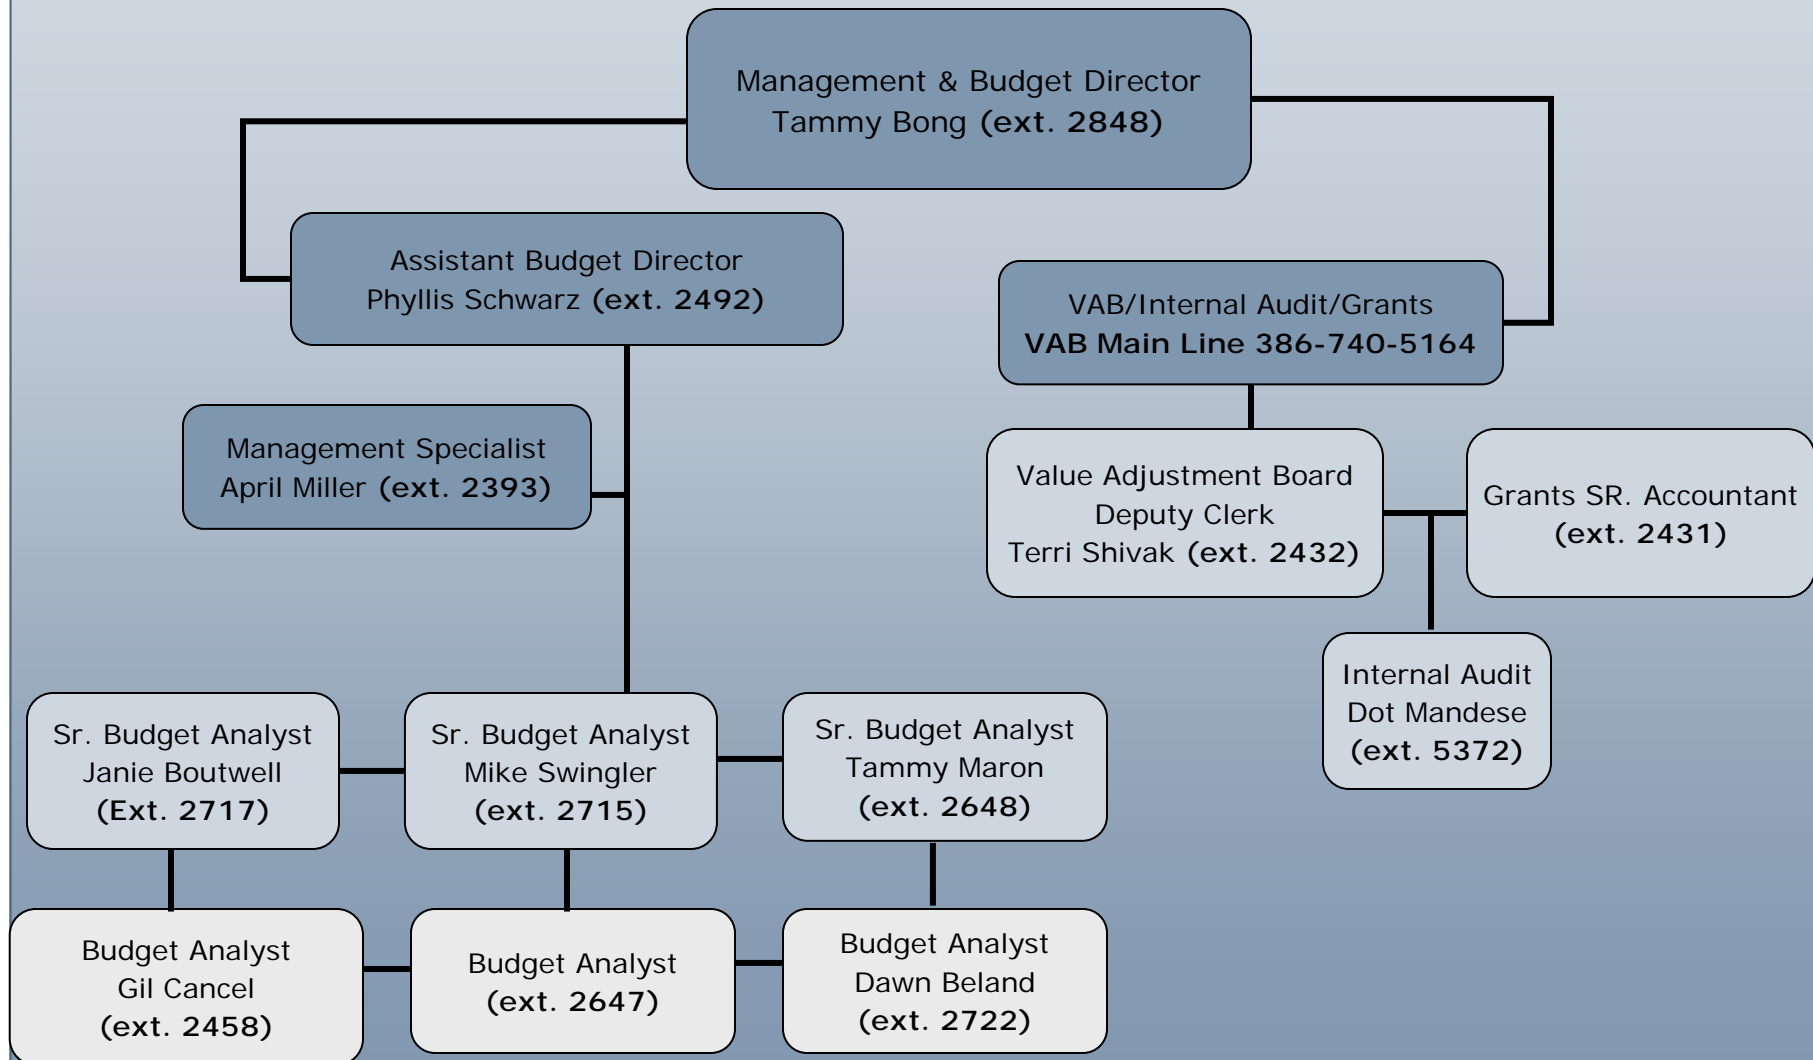 Management & Budget Director
Tammy Bong (ext. 2848)
Assistant Budget Director
Phyllis Schwarz (ext. 2492)
VAB/Internal Audit/Grants
VAB Main Line 386-740-5164
Management Specialist
April Miller (ext. 2393)
Value Adjustment Board
Deputy Clerk
Terri Shivak (ext. 2432)
Grants SR. Accountant
(ext. 2431)
Internal Audit
Dot Mandese
(ext. 5372)
Sr. Budget Analyst
Janie Boutwell
(Ext. 2717)
Sr. Budget Analyst
Mike Swingler
(ext. 2715)
Sr. Budget Analyst
Tammy Maron
(ext. 2648)
Budget Analyst
Gil Cancel
(ext. 2458)
Budget Analyst
(ext. 2647)
Budget Analyst
Dawn Beland
(ext. 2722)